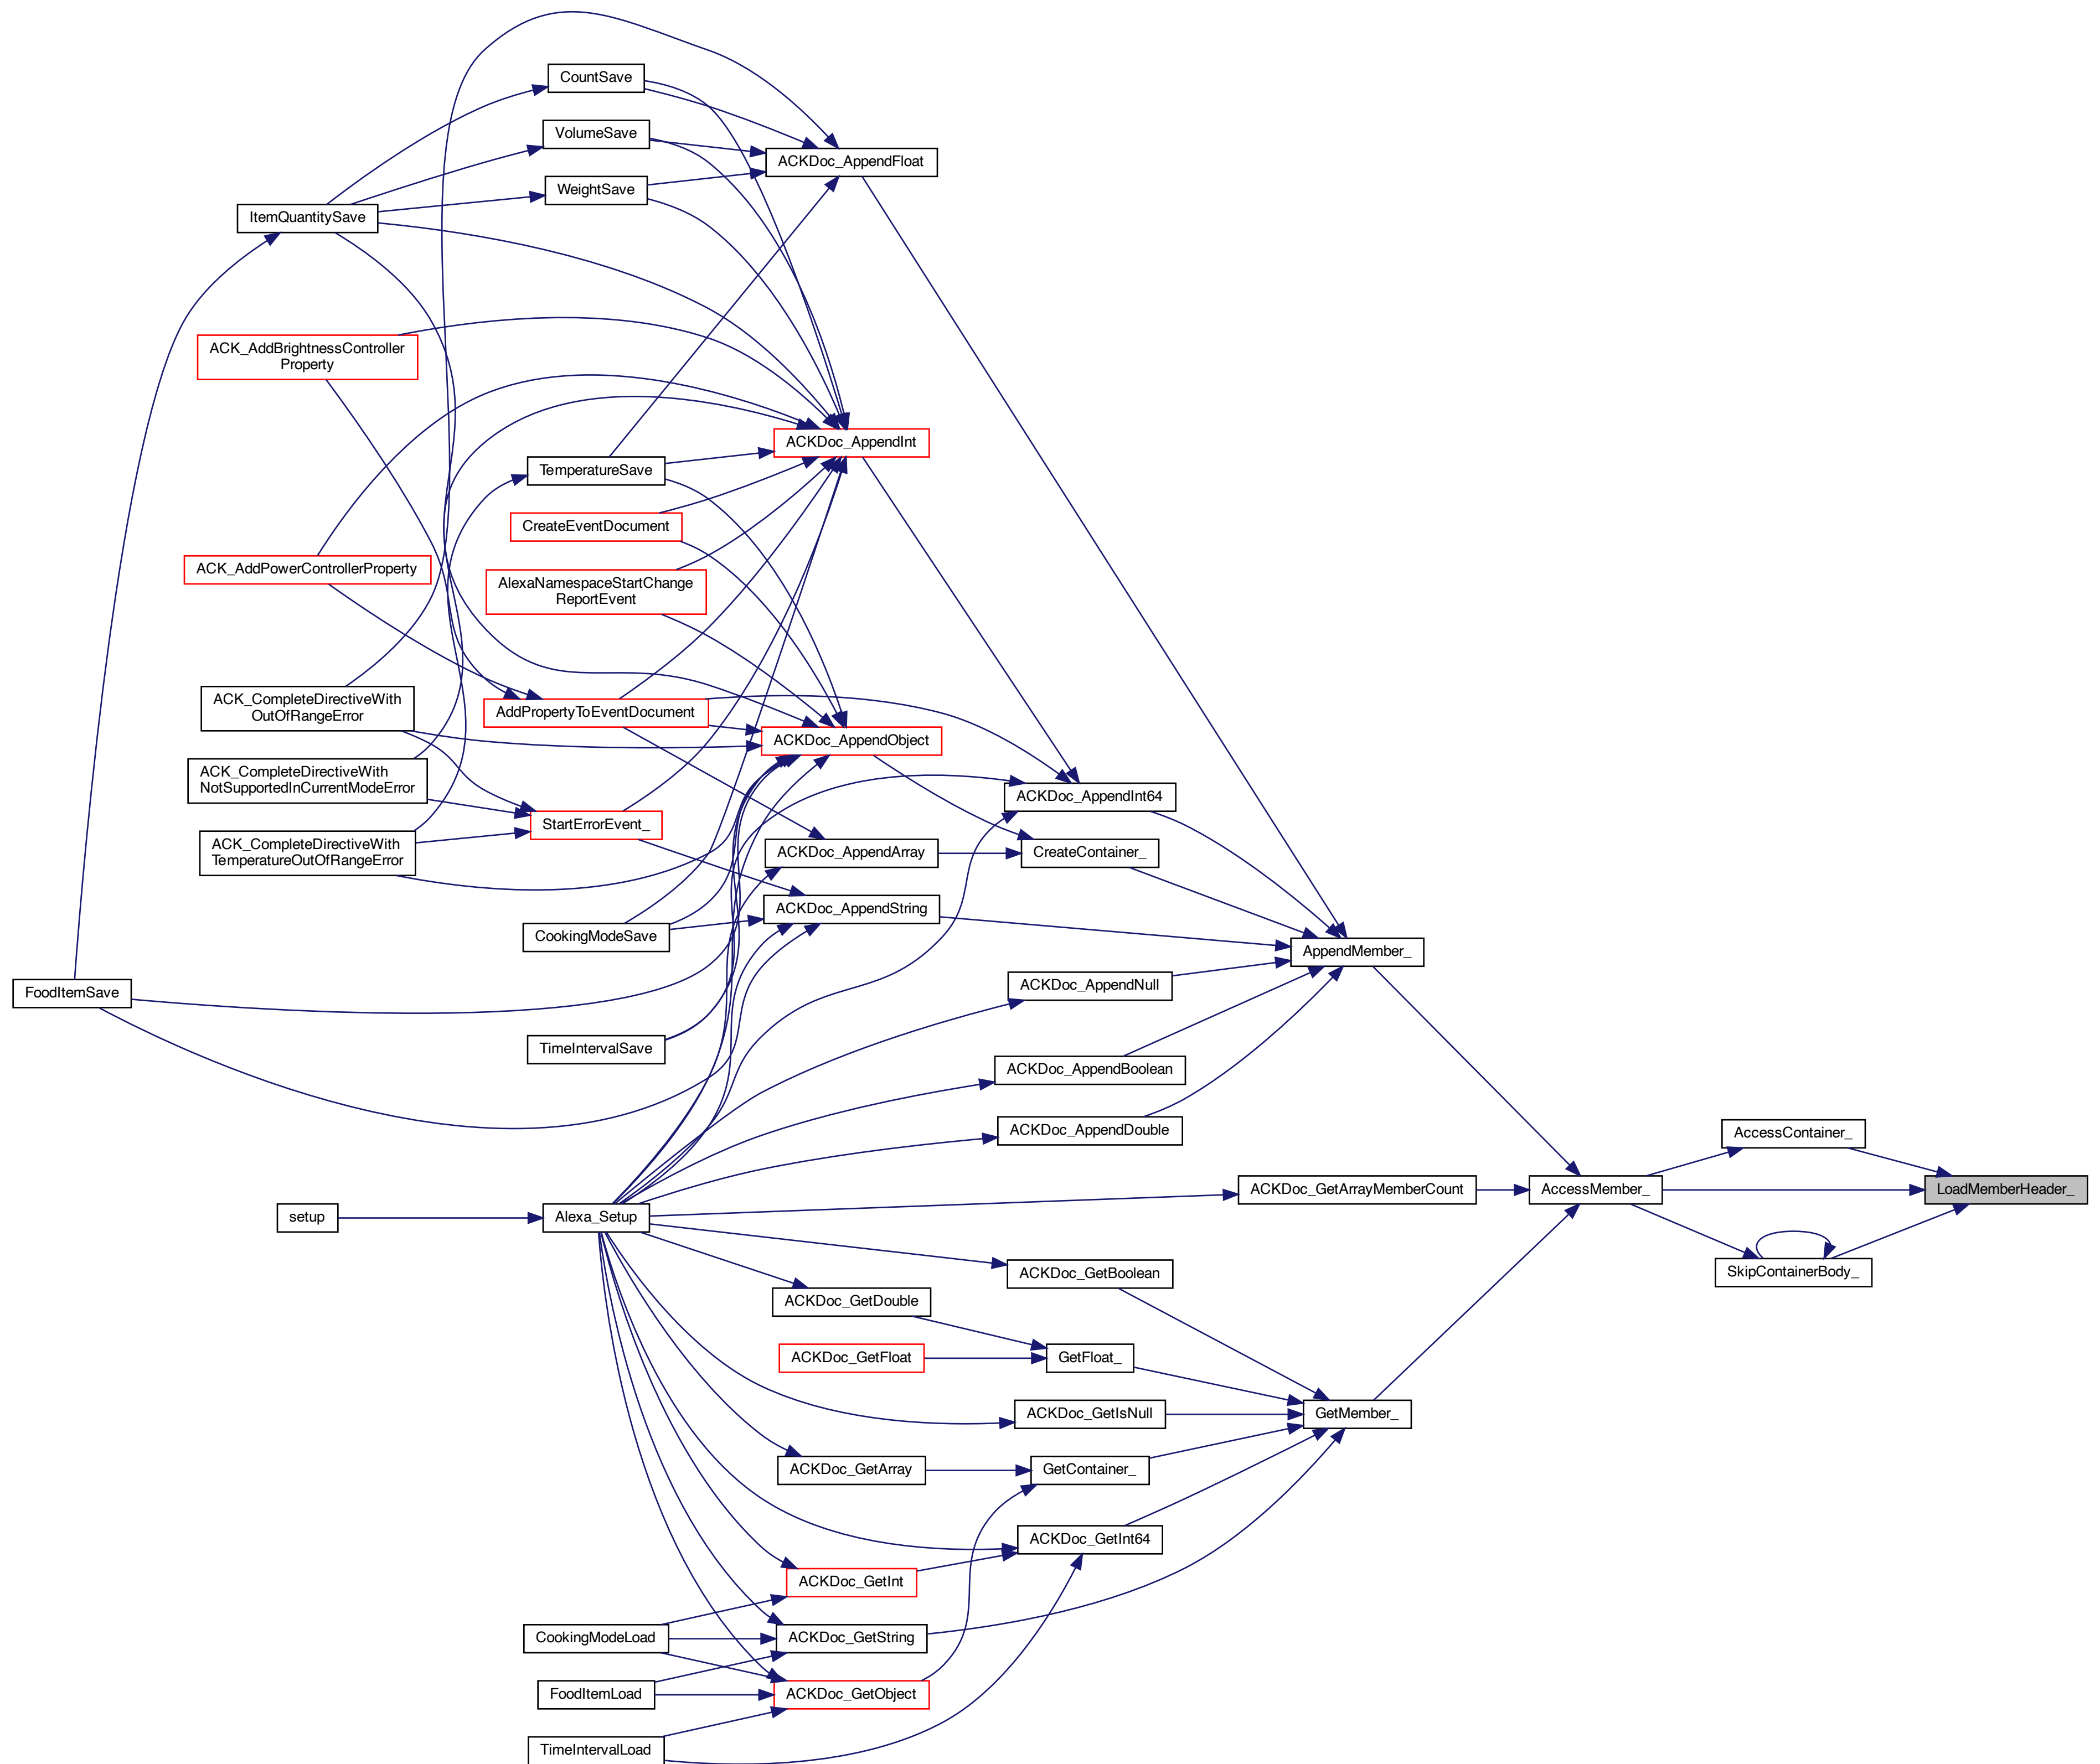 CountSave
VolumeSave
ACKDoc_AppendFloat
WeightSave
ItemQuantitySave
ACK_AddBrightnessController
Property
ACKDoc_AppendInt
TemperatureSave
CreateEventDocument
ACK_AddPowerControllerProperty
AlexaNamespaceStartChange
ReportEvent
ACK_CompleteDirectiveWith
OutOfRangeError
AddPropertyToEventDocument
ACKDoc_AppendObject
ACK_CompleteDirectiveWith
NotSupportedInCurrentModeError
ACKDoc_AppendInt64
StartErrorEvent_
ACK_CompleteDirectiveWith
TemperatureOutOfRangeError
ACKDoc_AppendArray
CreateContainer_
ACKDoc_AppendString
CookingModeSave
AppendMember_
FoodItemSave
ACKDoc_AppendNull
TimeIntervalSave
ACKDoc_AppendBoolean
ACKDoc_AppendDouble
AccessContainer_
ACKDoc_GetArrayMemberCount
AccessMember_
LoadMemberHeader_
setup
Alexa_Setup
ACKDoc_GetBoolean
SkipContainerBody_
ACKDoc_GetDouble
ACKDoc_GetFloat
GetFloat_
ACKDoc_GetIsNull
GetMember_
ACKDoc_GetArray
GetContainer_
ACKDoc_GetInt64
ACKDoc_GetInt
CookingModeLoad
ACKDoc_GetString
FoodItemLoad
ACKDoc_GetObject
TimeIntervalLoad